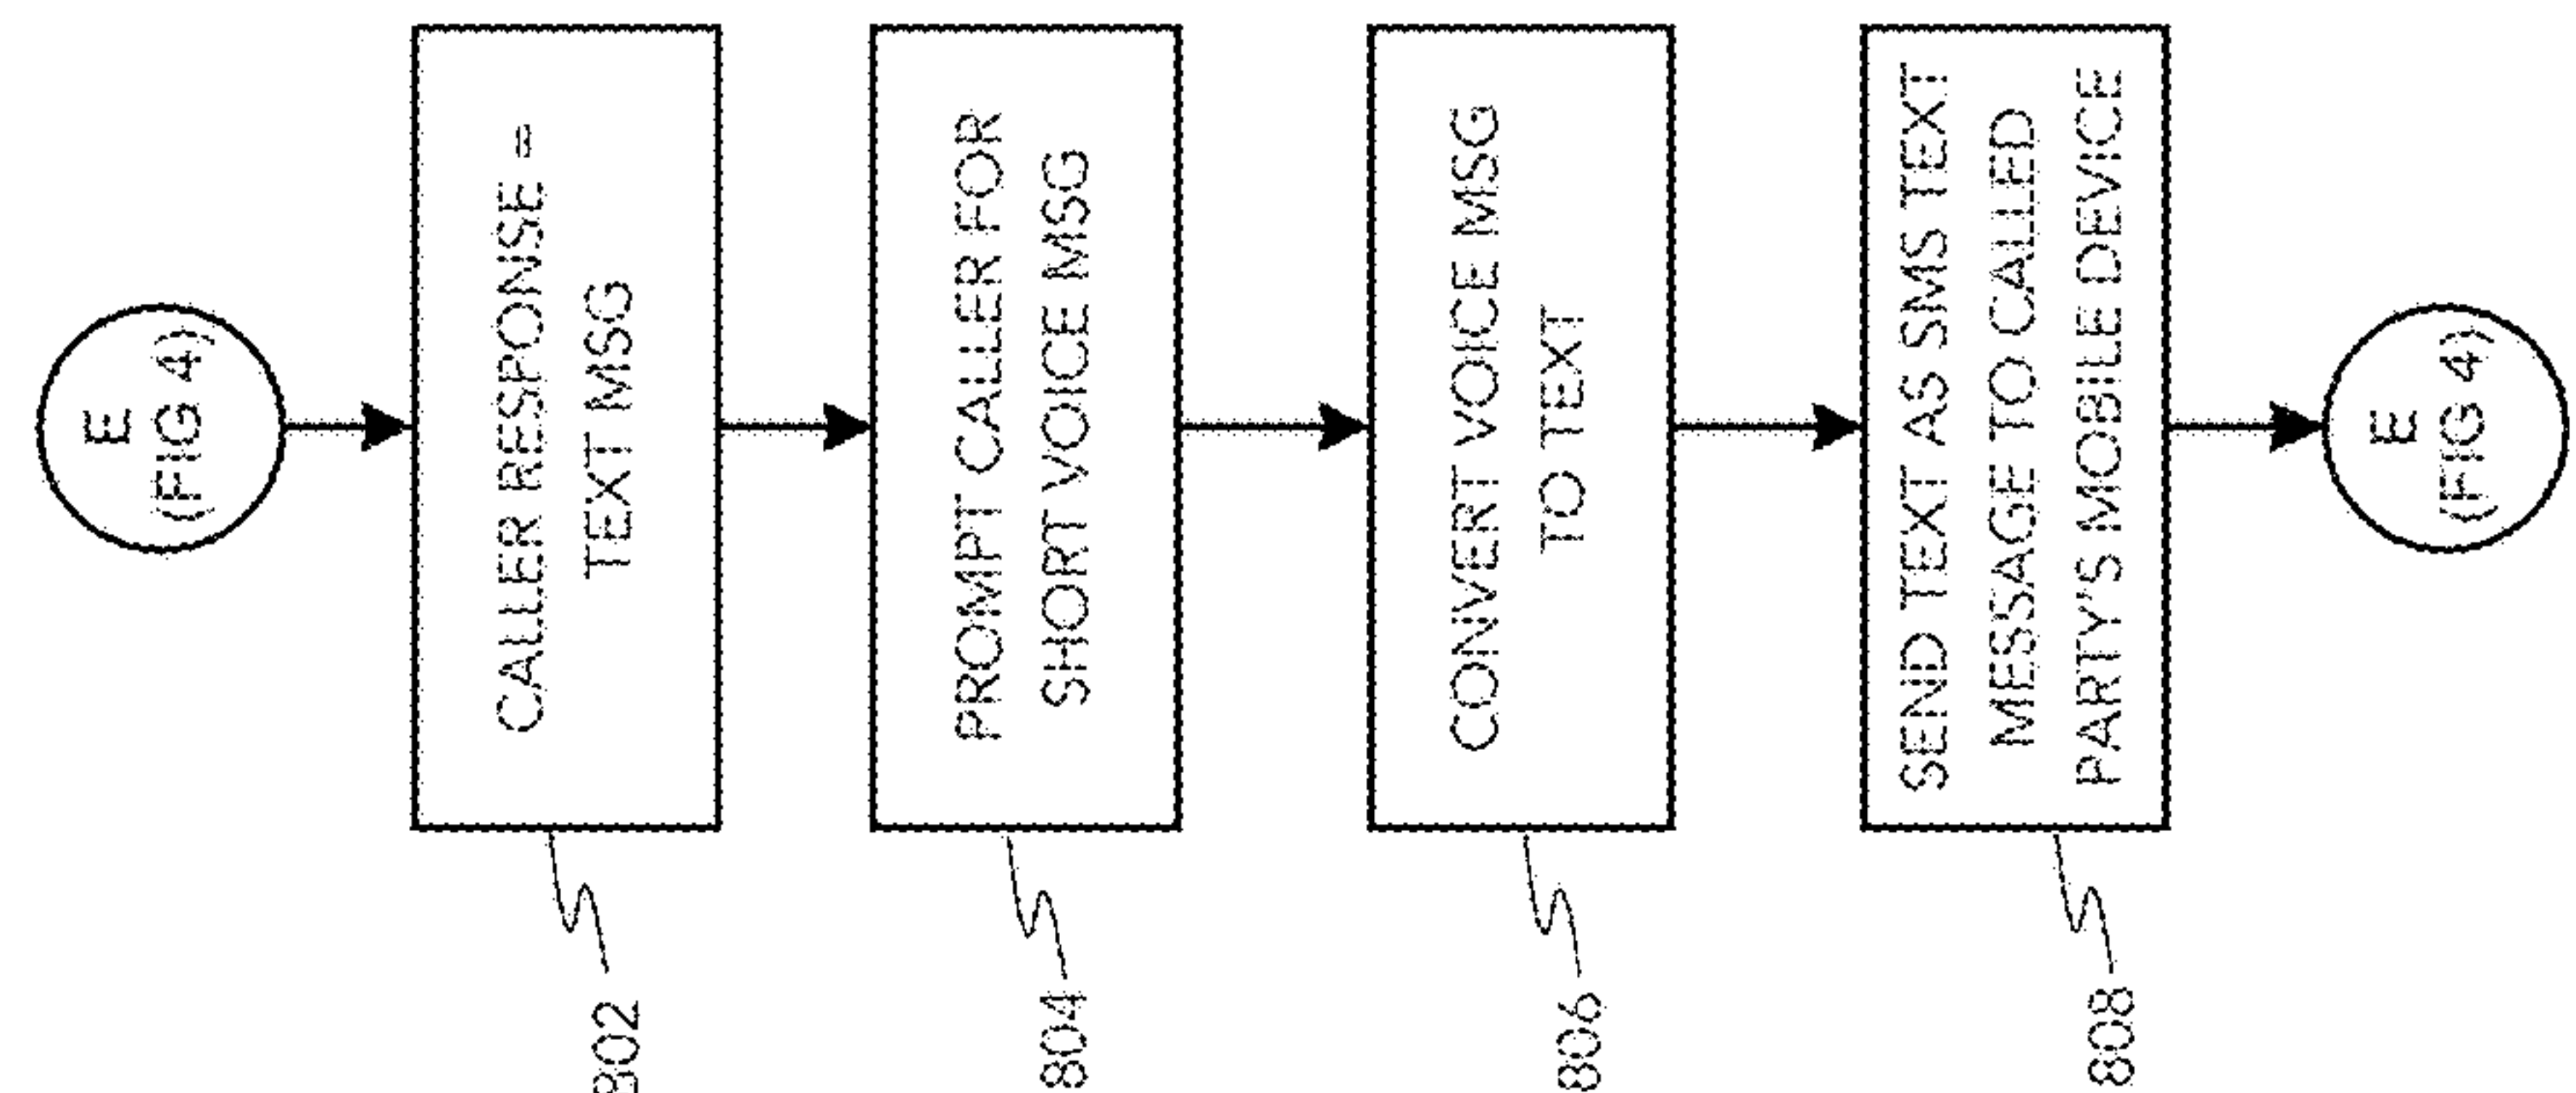 E
(FIG 4)
CALLER RESPONSE =
TEXT MSG
802
PROMPT CALLER FOR
SHORT VOICE MSG
804
CONVERT VOICE MSG
TO TEXT
806
SEND TEXT AS SMS TEXT
MESSAGE TO CALLED
PARTY'S MOBILE DEVICE
808
E
(FIG 4)